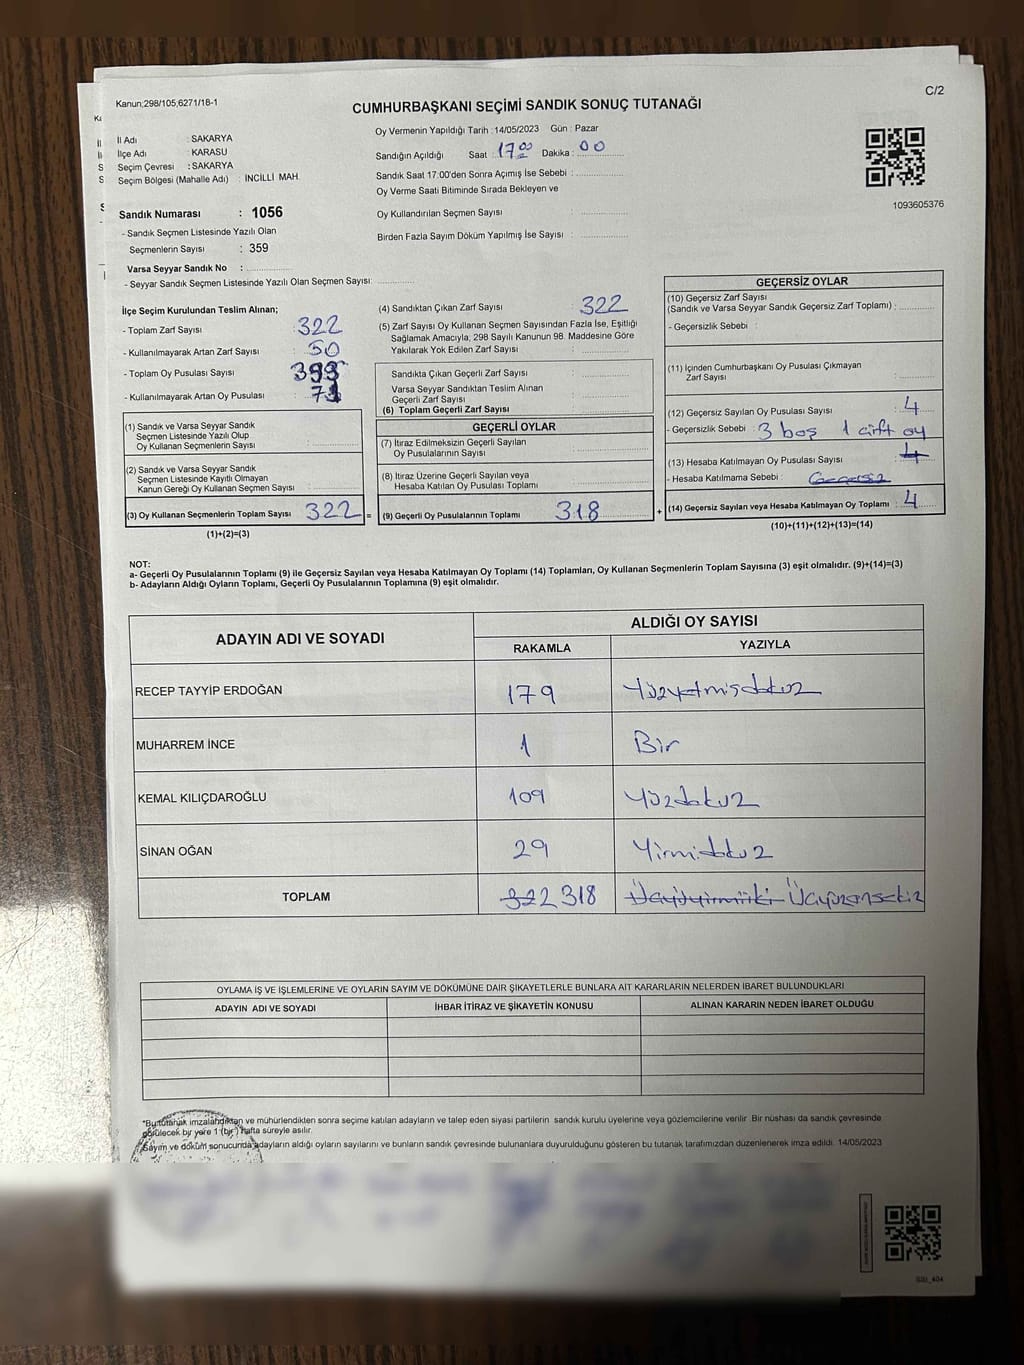 Kanun;298/105,6271/18-1
C/2
CUMHURBAŞKANI SEÇİMİ SANDIK SONUÇ TUTANAĞI
İl Adı : SAKARYA
İlçe Adı : KARASU
Seçim Çevresi : SAKARYA
Seçim Bölgesi (Mahalle Adı) : İNCİLLİ MAH.
Oy Vermenin Yapıldığı Tarih : 14/05/2023 Gün : Pazar
Sandığın Açıldığı Saat : 17:00 Dakika : 00
Sandık Saat 17:00'den Sonra Açımış İse Sebebi :
Oy Verme Saati Bitiminde Sırada Bekleyen ve
Oy Kullandırılan Seçmen Sayısı :
Birden Fazla Sayım Döküm Yapılmış İse Sayısı :
1093605376
Sandık Numarası : 1056
- Sandık Seçmen Listesinde Yazılı Olan
Seçmenlerin Sayısı : 359
Varsa Seyyar Sandık No :
- Seyyar Sandık Seçmen Listesinde Yazılı Olan Seçmen Sayısı:
İlçe Seçim Kurulundan Teslim Alınan;
- Toplam Zarf Sayısı : 322
- Kullanılmayarak Artan Zarf Sayısı : 50
- Toplam Oy Pusulası Sayısı : 393
- Kullanılmayarak Artan Oy Pusulası :
(1) Sandık ve Varsa Seyyar Sandık
Seçmen Listesinde Yazılı Olup
Oy Kullanan Seçmenlerin Sayısı :
(2) Sandık ve Varsa Seyyar Sandık
Seçmen Listesinde Kayıtlı Olmayan
Kanun Gereği Oy Kullanan Seçmen Sayısı :
(3) Oy Kullanan Seçmenlerin Toplam Sayısı 322 =
(1)+(2)=(3)
(4) Sandıktan Çıkan Zarf Sayısı : 322
(5) Zarf Sayısı Oy Kullanan Seçmen Sayısından Fazla İse, Eşitliği
Sağlamak Amacıyla; 298 Sayılı Kanunun 98. Maddesine Göre
Yakılarak Yok Edilen Zarf Sayısı :
Sandıkta Çıkan Geçerli Zarf Sayısı :
Varsa Seyyar Sandıktan Teslim Alınan
Geçerli Zarf Sayısı :
(6) Toplam Geçerli Zarf Sayısı :
GEÇERLİ OYLAR
(7) İtiraz Edilmeksizin Geçerli Sayılan
Oy Pusulalarının Sayısı :
(8) İtiraz Üzerine Geçerli Sayılan veya
Hesaba Katılan Oy Pusulası Toplamı :
(9) Geçerli Oy Pusulalarının Toplamı 318 +
GEÇERSİZ OYLAR
(10) Geçersiz Zarf Sayısı
(Sandık ve Varsa Seyyar Sandık Geçersiz Zarf Toplamı) :
- Geçersizlik Sebebi :
(11) İçinden Cumhurbaşkanı Oy Pusulası Çıkmayan
Zarf Sayısı :
(12) Geçersiz Sayılan Oy Pusulası Sayısı : 4
- Geçersizlik Sebebi : 3 boş 1 çift oy
(13) Hesaba Katılmayan Oy Pusulası Sayısı : 4
- Hesaba Katılmama Sebebi : Geçersiz
(14) Geçersiz Sayılan veya Hesaba Katılmayan Oy Toplamı : 4
(10)+(11)+(12)+(13)=(14)
NOT:
a- Geçerli Oy Pusulalarının Toplamı (9) ile Geçersiz Sayılan veya Hesaba Katılmayan Oy Toplamı (14) Toplamları, Oy Kullanan Seçmenlerin Toplam Sayısına (3) eşit olmalıdır. (9)+(14)=(3)
b- Adayların Aldığı Oyların Toplamı, Geçerli Oy Pusulalarının Toplamına (9) eşit olmalıdır.
ADAYIN ADI VE SOYADI
ALDIĞI OY SAYISI
RAKAMLA YAZIYLA
RECEP TAYYİP ERDOĞAN 179 Yüzyetmişdokuz
MUHARREM İNCE 1 Bir
KEMAL KILIÇDAROĞLU 109 Yüzdokuz
SİNAN OĞAN 29 Yirmidokuz
TOPLAM 322 318 Üçyüzyirmiiki Üçyüzonsekiz
OYLAMA İŞ VE İŞLEMLERİNE VE OYLARIN SAYIM VE DÖKÜMÜNE DAİR ŞİKAYETLERLE BUNLARA AİT KARARLARIN NELERDEN İBARET BULUNDUKLARI
ADAYIN ADI VE SOYADI İHBAR İTİRAZ VE ŞİKAYETİN KONUSU ALINAN KARARIN NEDEN İBARET OLDUĞU
*Bu tutanak imzalandıktan ve mühürlendikten sonra seçime katılan adayların ve talep eden siyasi partilerin sandık kurulu üyelerine veya gözlemcilerine verilir. Bir nüshası da sandık çevresinde
görülecek bir yere 1 (bir) hafta süreyle asılır.
Sayım ve döküm sonucunda adayların aldığı oyların sayılarını ve bunların sandık çevresinde bulunanlara duyurulduğunu gösteren bu tutanak tarafımızdan düzenlenerek imza edildi. 14/05/2023